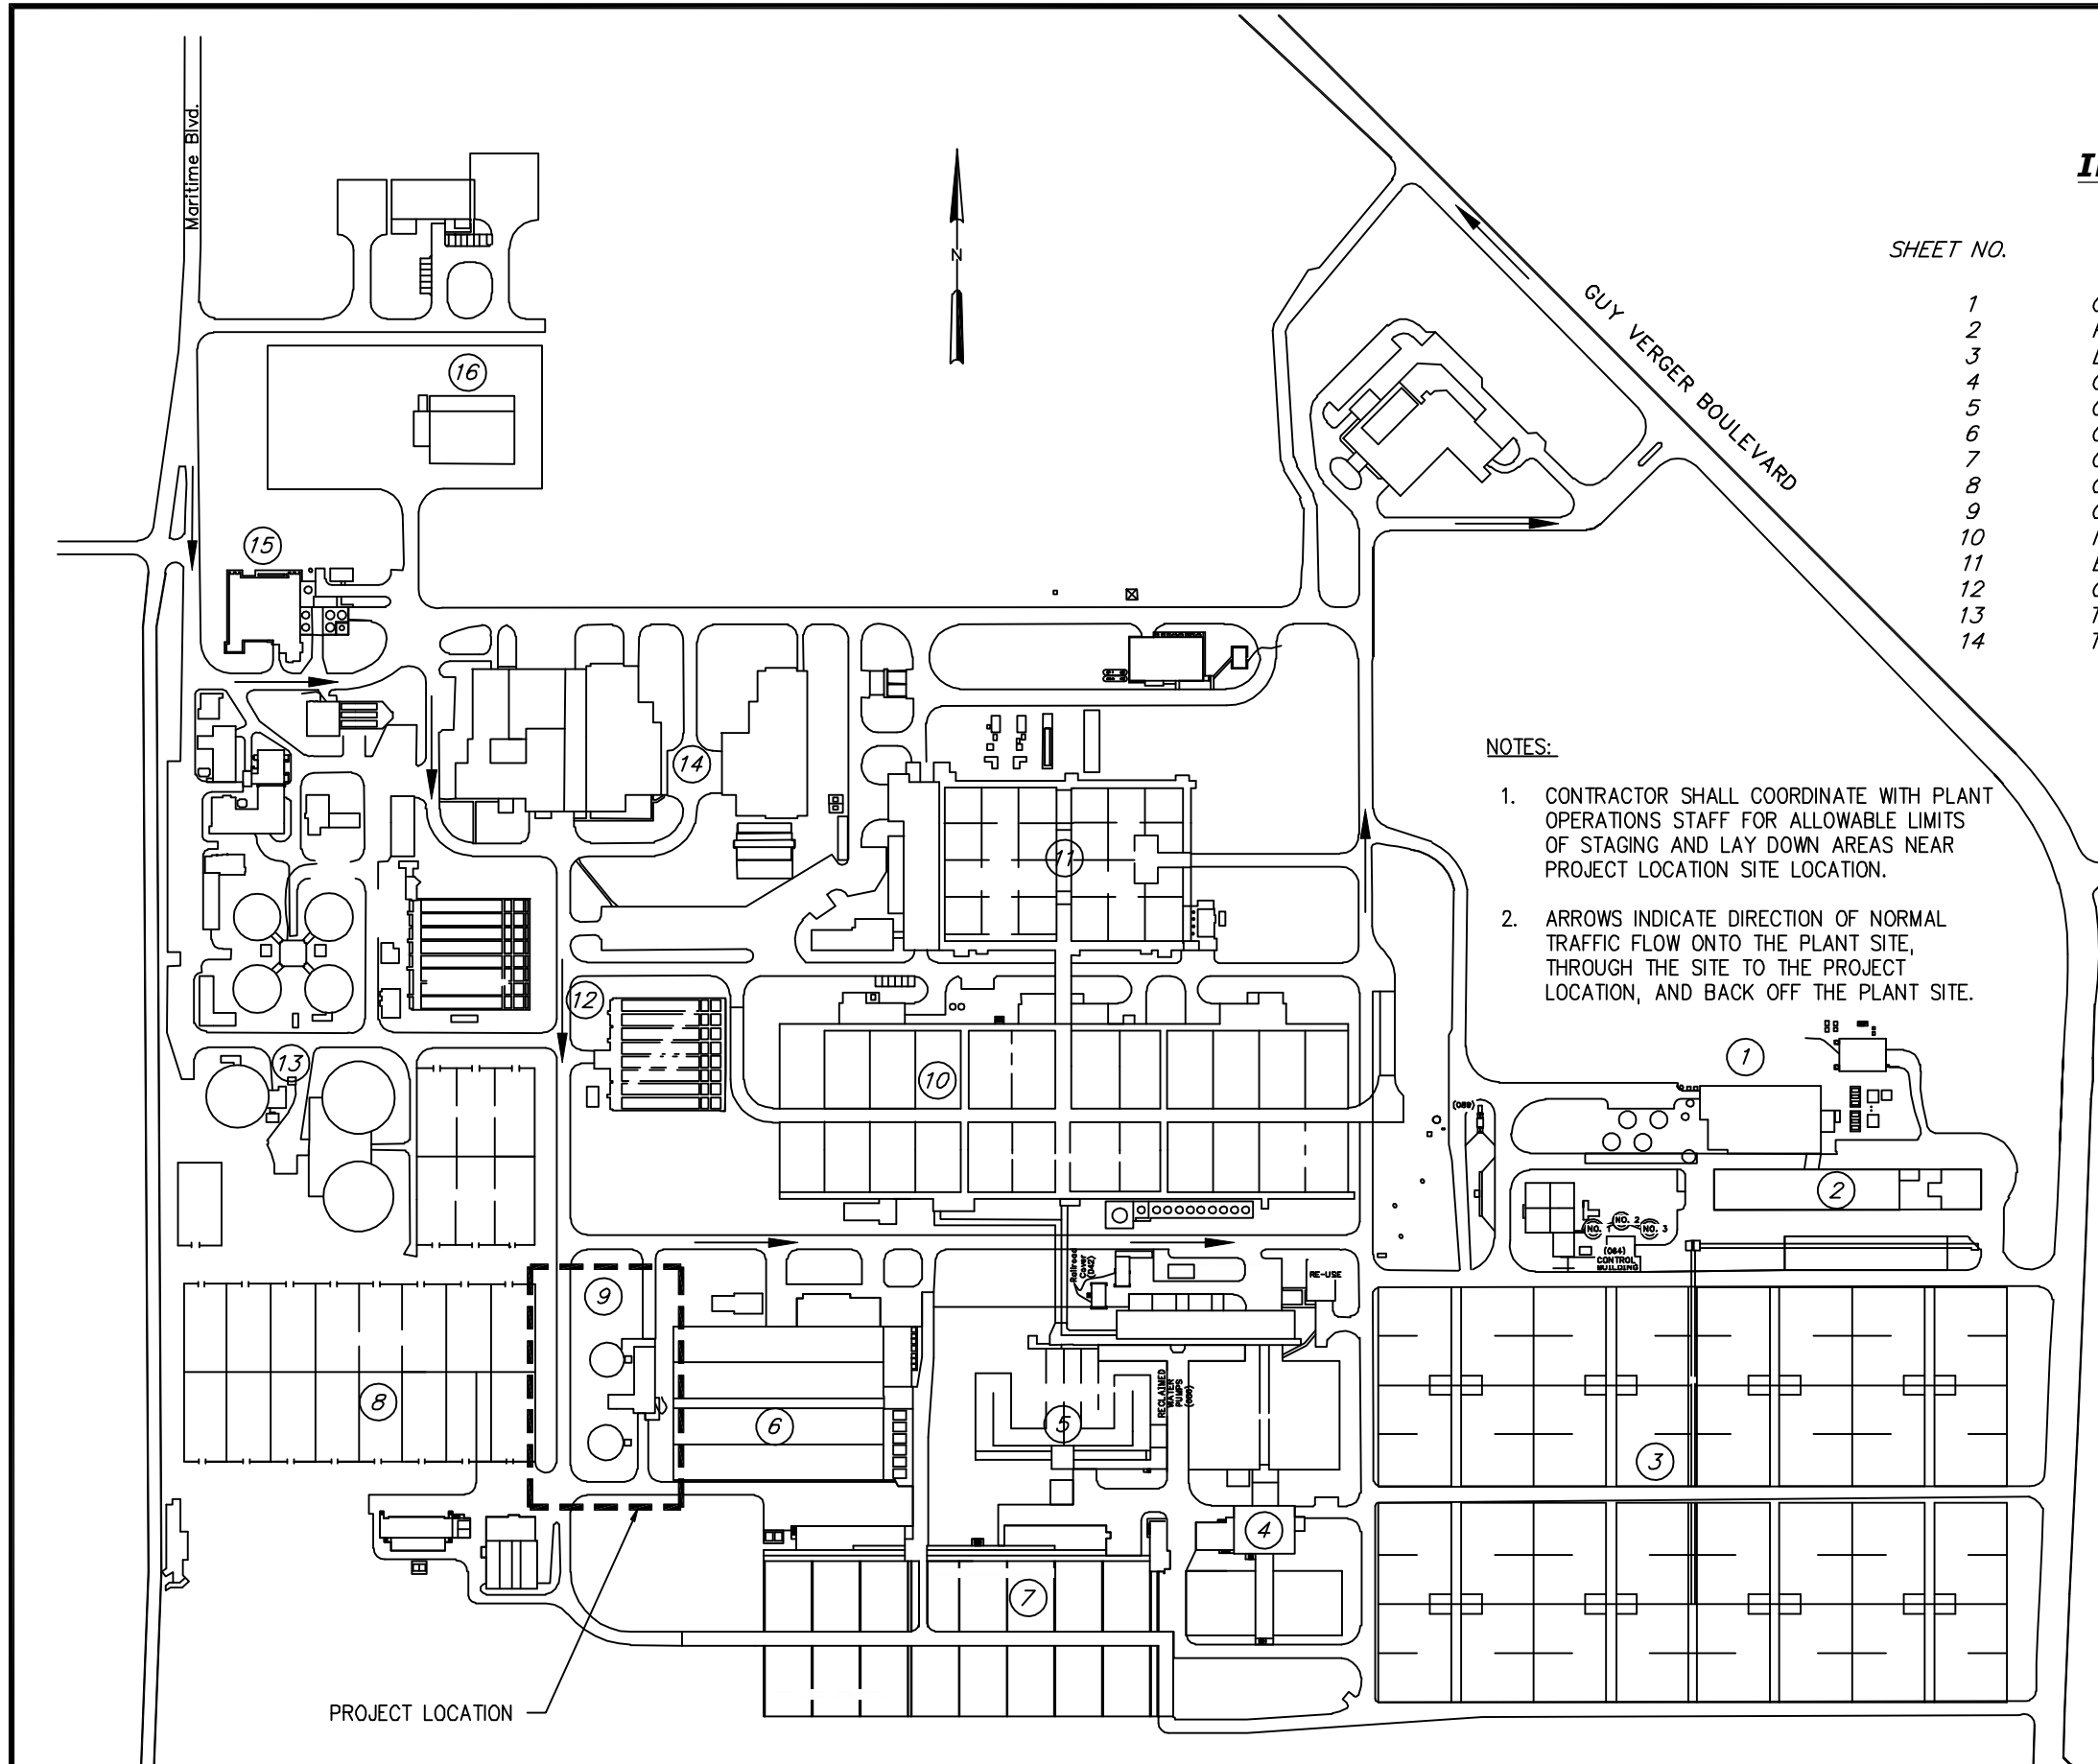 Maritime Blvd.
N
GUY VERGER BOULEVARD
SHEET NO.
1
2
3
4
5
6
7
8
9
10
11
12
13
14
NOTES:
1. CONTRACTOR SHALL COORDINATE WITH PLANT
OPERATIONS STAFF FOR ALLOWABLE LIMITS
OF STAGING AND LAY DOWN AREAS NEAR
PROJECT LOCATION SITE LOCATION.
2. ARROWS INDICATE DIRECTION OF NORMAL
TRAFFIC FLOW ONTO THE PLANT SITE,
THROUGH THE SITE TO THE PROJECT
LOCATION, AND BACK OFF THE PLANT SITE.
16
15
14
11
12
10
13
1
2
(089)
NO. 1
NO. 2
NO. 3
(064)
CONTROL
BUILDING
Railroad
Cover
(042)
RE-USE
9
8
6
5
RECLAIMED
WATER
PUMPS
3
4
7
PROJECT LOCATION